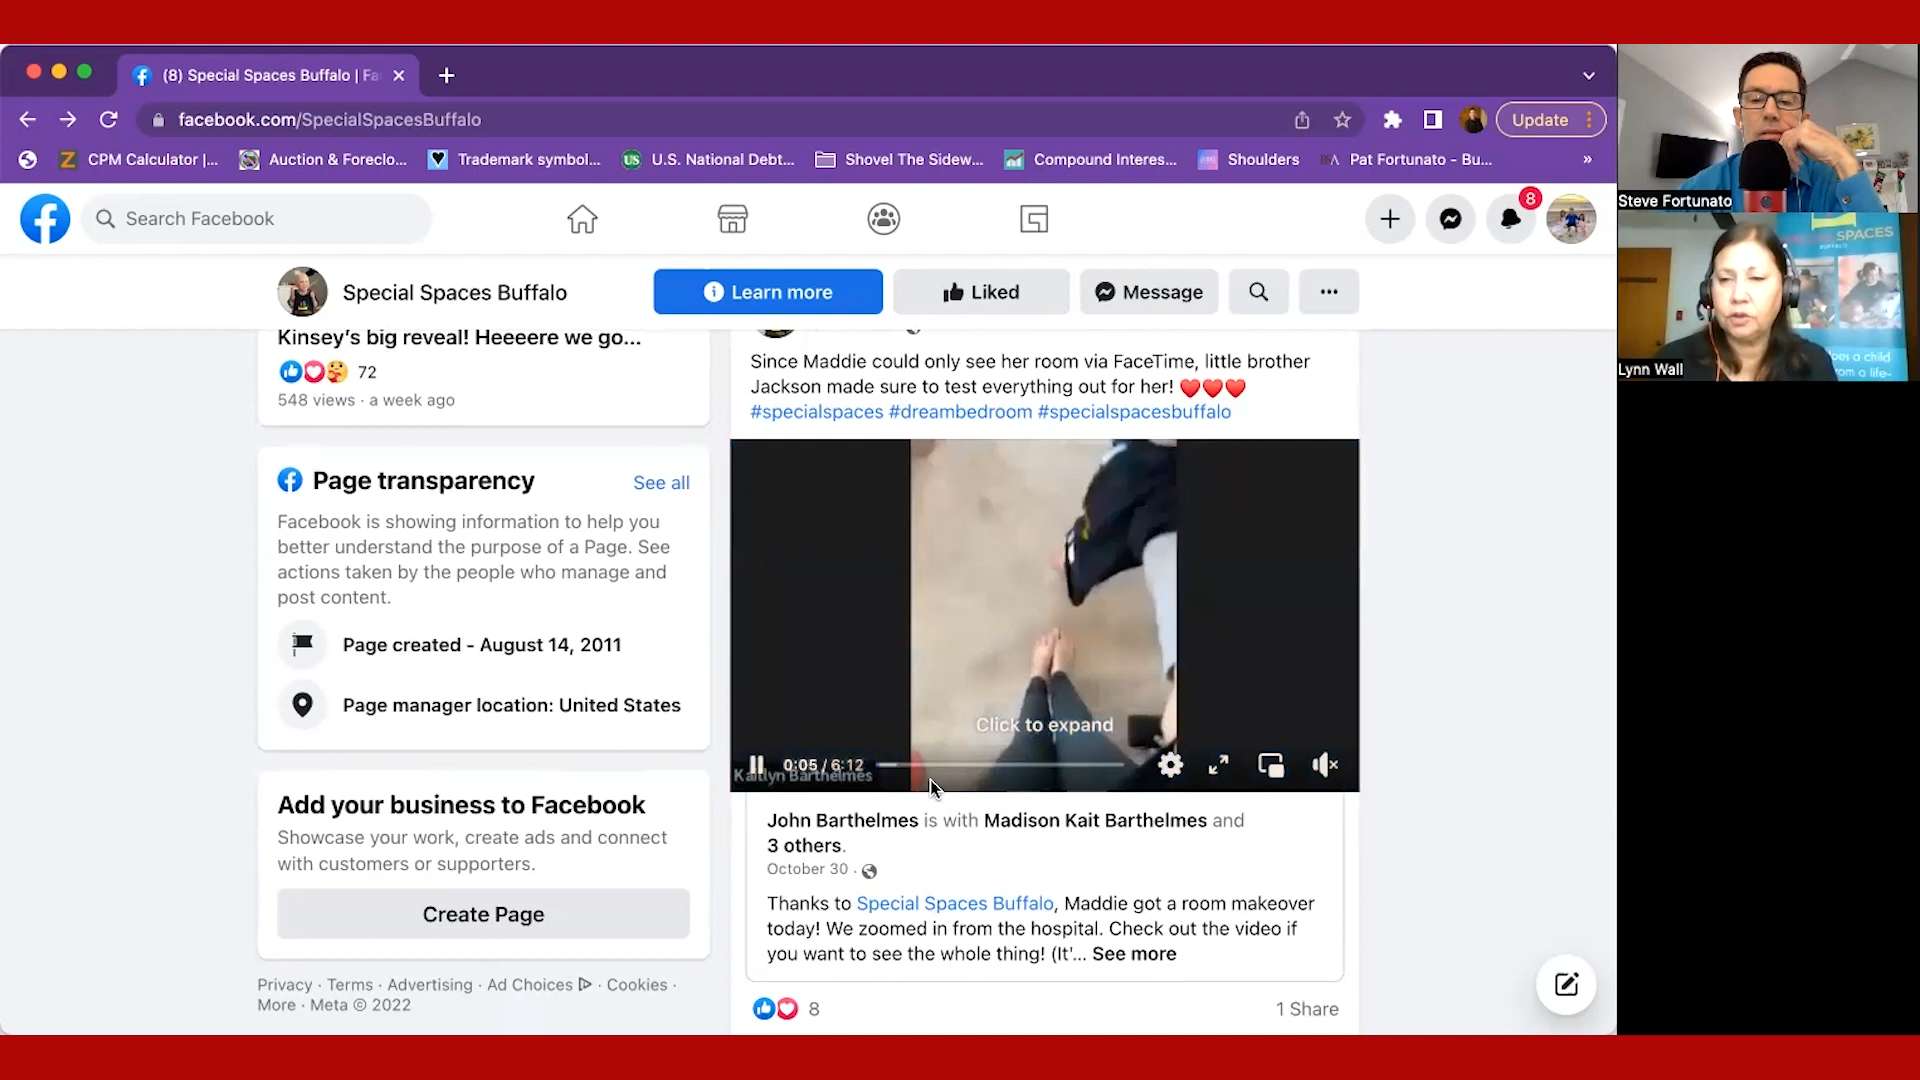 (8) Special Spaces Buffalo | Fa
facebook.com/SpecialSpacesBuffalo
Update
CPM Calculator |...
Auction & Foreclo...
Trademark symbol...
US
U.S. National Debt...
Shovel The Sidew...
Compound Interes...
Shoulders
Pat Fortunato - Bu...
»
Search Facebook
8
Special Spaces Buffalo
Learn more
Liked
Message
Kinsey's big reveal! Heeeere we go...
72
548 views · a week ago
Page transparency
See all
Facebook is showing information to help you
better understand the purpose of a Page. See
actions taken by the people who manage and
post content.
Page created - August 14, 2011
Page manager location: United States
Add your business to Facebook
Showcase your work, create ads and connect
with customers or supporters.
Create Page
Privacy · Terms · Advertising · Ad Choices · Cookies ·
More · Meta © 2022
Since Maddie could only see her room via FaceTime, little brother
Jackson made sure to test everything out for her!
#specialspaces #dreambedroom #specialspacesbuffalo
Click to expand
0:05 / 6:12
Kaitlyn Barthelmes
John Barthelmes is with Madison Kait Barthelmes and
3 others.
October 30 ·
Thanks to Special Spaces Buffalo, Maddie got a room makeover
today! We zoomed in from the hospital. Check out the video if
you want to see the whole thing! (It'... See more
8
1 Share
Steve Fortunato
SPACES
BUFFALO
does a child
from a life-
Lynn Wall